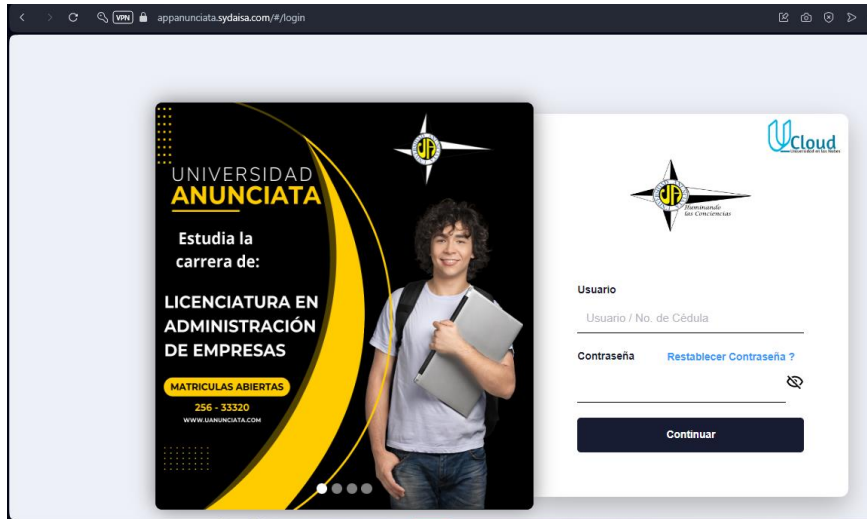 VPN
appanunciata.sydaisa.com/#/login
UNIVERSIDAD
ANUNCIATA
Estudia la
carrera de:
LICENCIATURA EN
ADMINISTRACIÓN
DE EMPRESAS
MATRICULAS ABIERTAS
256 - 33320
WWW.UANUNCIATA.COM
UCloud
Iluminando
las Conciencias
Usuario
Usuario / No. de Cédula
Contraseña
Restablecer Contraseña ?
Continuar